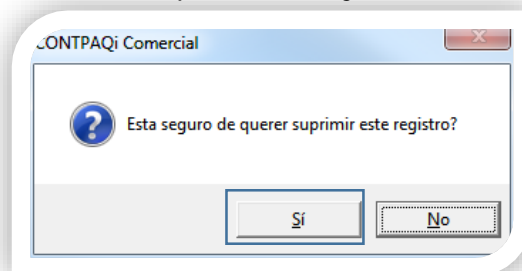 CONTPAQi Comercial
Esta seguro de querer suprimir este registro?
Sí
No